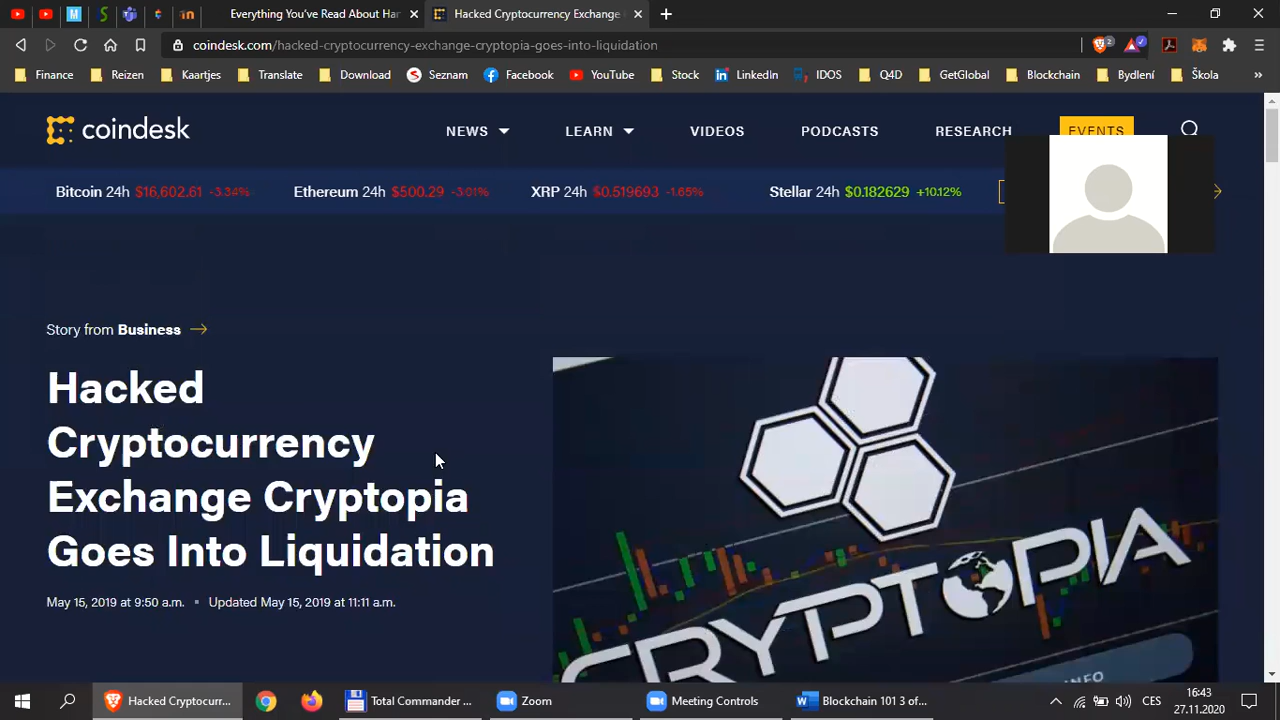 Everything You've Read About Har
Hacked Cryptocurrency Exchange
coindesk.com/hacked-cryptocurrency-exchange-cryptopia-goes-into-liquidation
2
Finance Reizen Kaartjes Translate Download Seznam Facebook YouTube Stock LinkedIn IDOS Q4D GetGlobal Blockchain Bydlení Škola »
coindesk NEWS LEARN VIDEOS PODCASTS RESEARCH EVENTS
Bitcoin 24h $16,602.61 -3.34% Ethereum 24h $500.29 -3.01% XRP 24h $0.519693 -1.65% Stellar 24h $0.182629 +10.12%
Story from Business
Hacked
Cryptocurrency
Exchange Cryptopia
Goes Into Liquidation
May 15, 2019 at 9:50 a.m. Updated May 15, 2019 at 11:11 a.m.
CRYPTOPIA
INFO
Hacked Cryptocurr... Total Commander ... Zoom Meeting Controls Blockchain 101 3 of... CES 16:43
27.11.2020